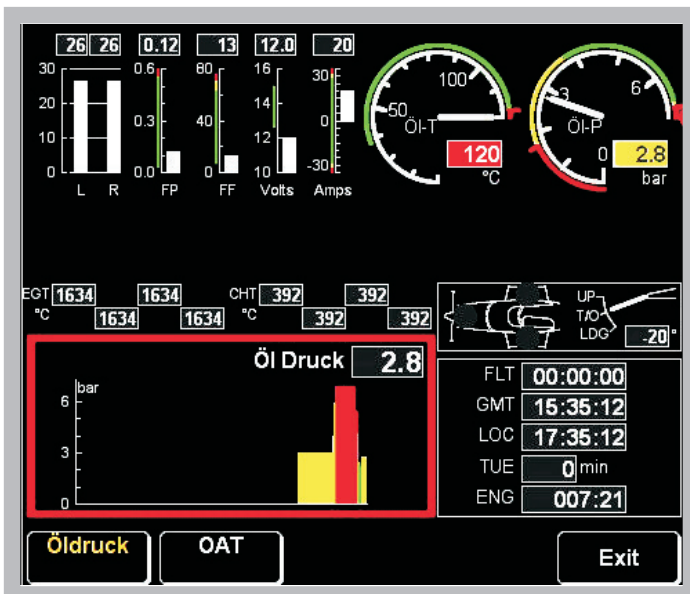 26 26 0.12 13 12.0 20
30 0.6 80 16 30
20 14
10 0.3 40 12 0
0 0.0 0 10 -30
L R FP FF Volts Amps
50 100
Öl-T
120
°C
3 6
Öl-P
0 2.8
bar
EGT 1634 1634 CHT 392 392
°C 1634 1634 °C 392 392
UP
T/O
LDG -20°
Öl Druck 2.8
bar
6
3
0
FLT 00:00:00
GMT 15:35:12
LOC 17:35:12
TUE 0 min
ENG 007:21
Öldruck OAT Exit